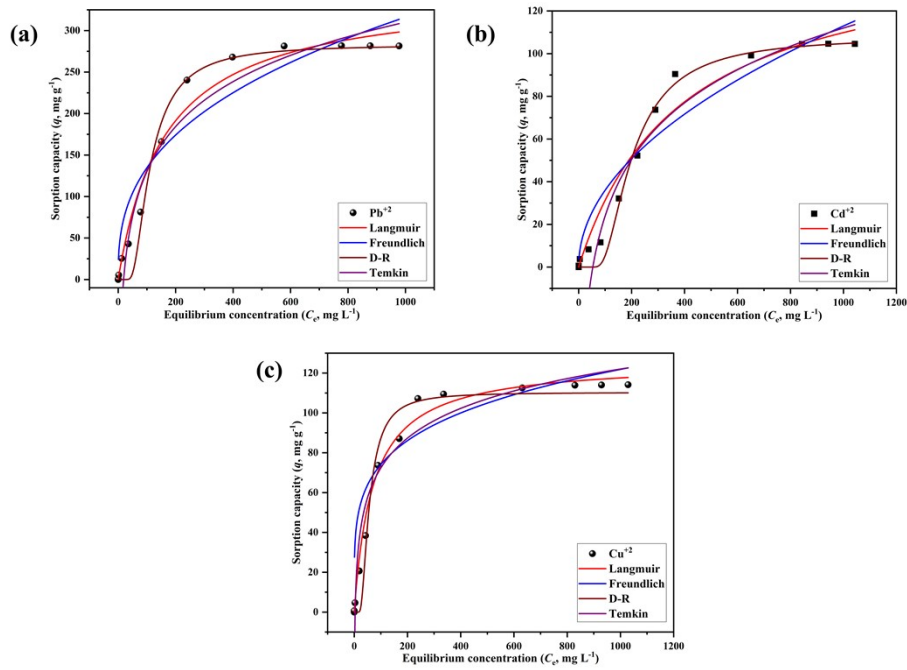 (a)
Sorption capacity (q, mg g⁻¹)
300
250
200
150
100
50
0
0 200 400 600 800 1000
Equilibrium concentration (Cₑ, mg L⁻¹)
Pb⁺²
Langmuir
Freundlich
D-R
Temkin
(b)
Sorption capacity (q, mg g⁻¹)
120
100
80
60
40
20
0
0 200 400 600 800 1000 1200
Equilibrium concentration (Cₑ, mg L⁻¹)
Cd⁺²
Langmuir
Freundlich
D-R
Temkin
(c)
Sorption capacity (q, mg g⁻¹)
120
100
80
60
40
20
0
0 200 400 600 800 1000 1200
Equilibrium concentration (Cₑ, mg L⁻¹)
Cu⁺²
Langmuir
Freundlich
D-R
Temkin